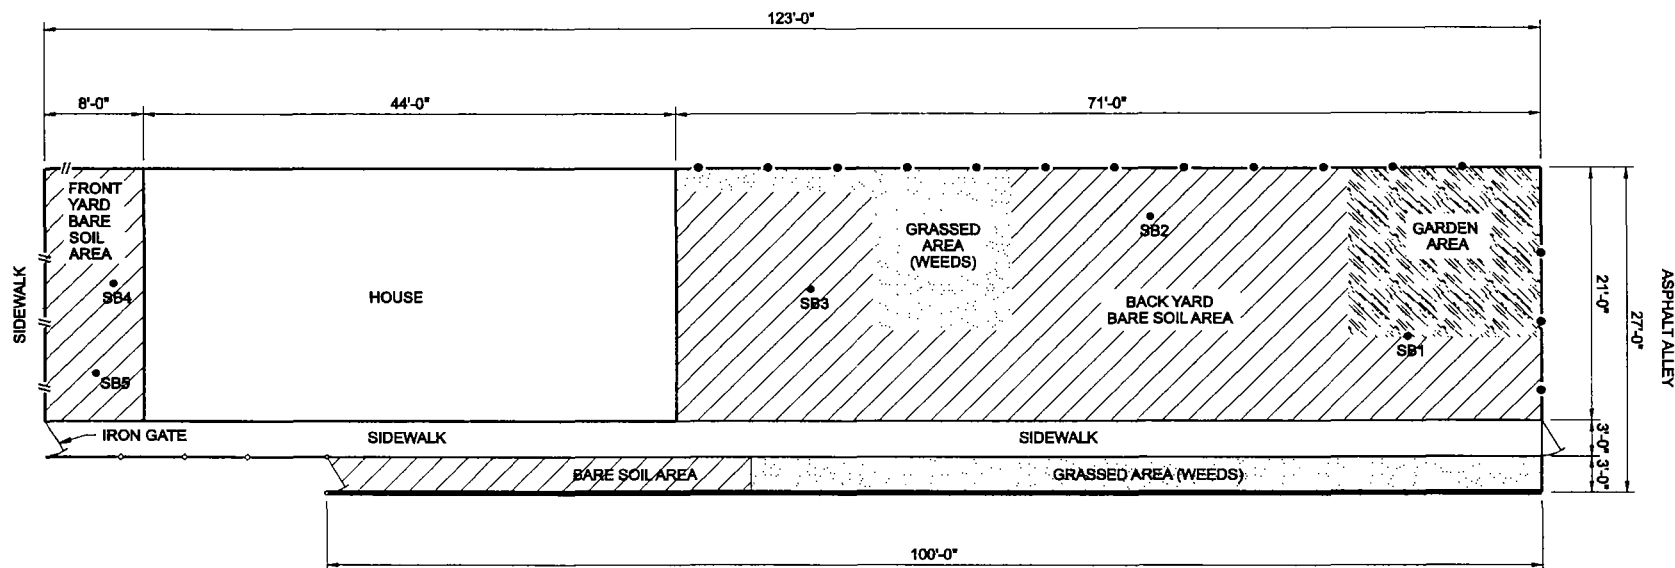 123'-0"
8'-0"
44'-0"
71'-0"
FRONT
YARD
BARE
SOIL
AREA
SB4
SB5
SIDEWALK
HOUSE
GRASSED
AREA
(WEEDS)
SB3
SB2
BACK YARD
BARE SOIL AREA
GARDEN
AREA
SB1
21'-0"
27'-0"
ASPHALT ALLEY
IRON GATE
SIDEWALK
SIDEWALK
3'-0"
BARE SOIL AREA
GRASSED AREA (WEEDS)
3'-0"
100'-0"